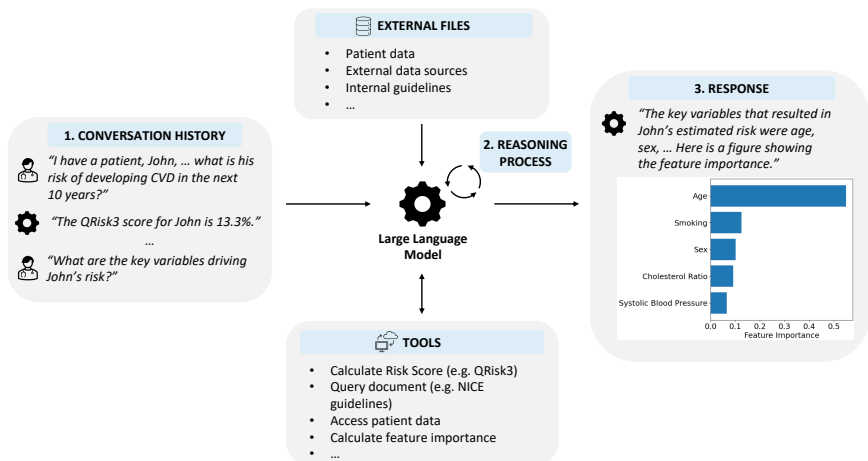 EXTERNAL FILES
• Patient data
• External data sources
• Internal guidelines
• ...
1. CONVERSATION HISTORY
“I have a patient, John, ... what is his
risk of developing CVD in the next
10 years?”
“The QRisk3 score for John is 13.3%.”
...
“What are the key variables driving
John’s risk?”
2. REASONING
PROCESS
Large Language
Model
TOOLS
• Calculate Risk Score (e.g. QRisk3)
• Query document (e.g. NICE
guidelines)
• Access patient data
• Calculate feature importance
• ...
3. RESPONSE
“The key variables that resulted in
John’s estimated risk were age,
sex, ... Here is a figure showing
the feature importance.”
Age
Smoking
Sex
Cholesterol Ratio
Systolic Blood Pressure
0.0 0.1 0.2 0.3 0.4 0.5
Feature Importance